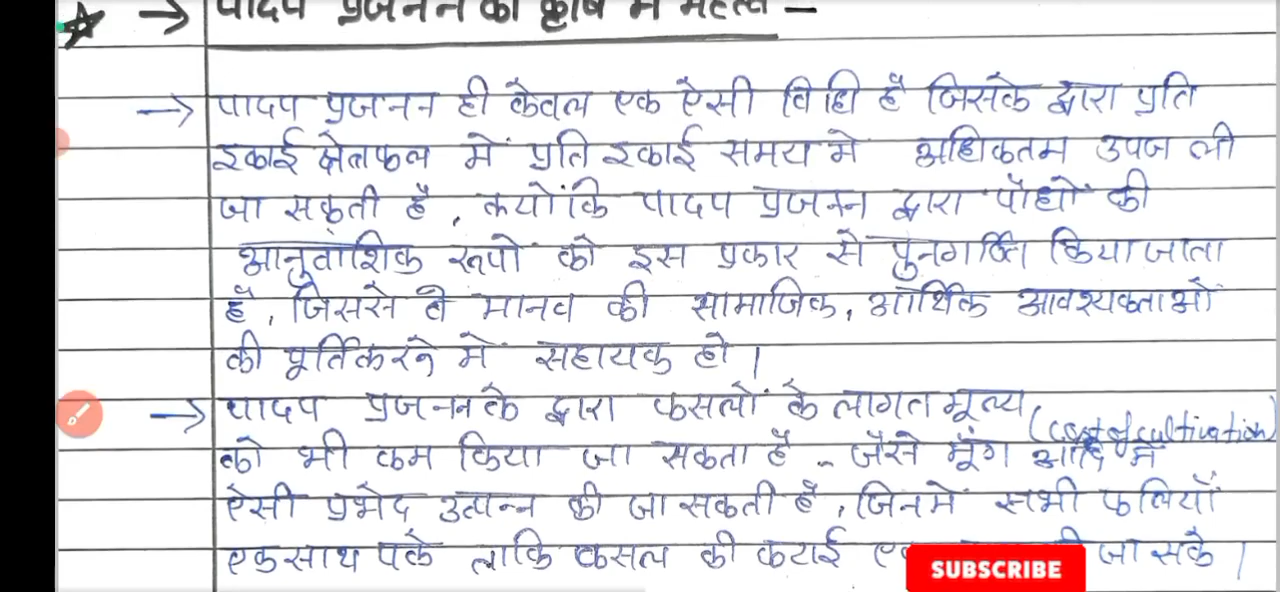 पादप प्रजनन का कृषि में महत्व -
→ पादप प्रजनन ही केवल एक ऐसी विधि है जिसके द्वारा प्रति
इकाई क्षेत्रफल में प्रति इकाई समय मे अधिकतम उपज ली
जा सकती है, क्योंकि पादप प्रजनन द्वारा पौधों की
आनुवांशिक रूपों को इस प्रकार से पुनर्गठित किया जाता
है, जिससे वे मानव की सामाजिक, आर्थिक आवश्यकताओं
की पूर्ति करने में सहायक हो।
→ पादप प्रजनन के द्वारा फसलों के लागत मूल्य
(cost of cultivation)
को भी कम किया जा सकता है - जैसे मूंग आदि में
ऐसी प्रभेद उत्पन्न की जा सकती है, जिनमें सभी फलियाँ
एक साथ पके ताकि फसल की कटाई जा सके।
SUBSCRIBE